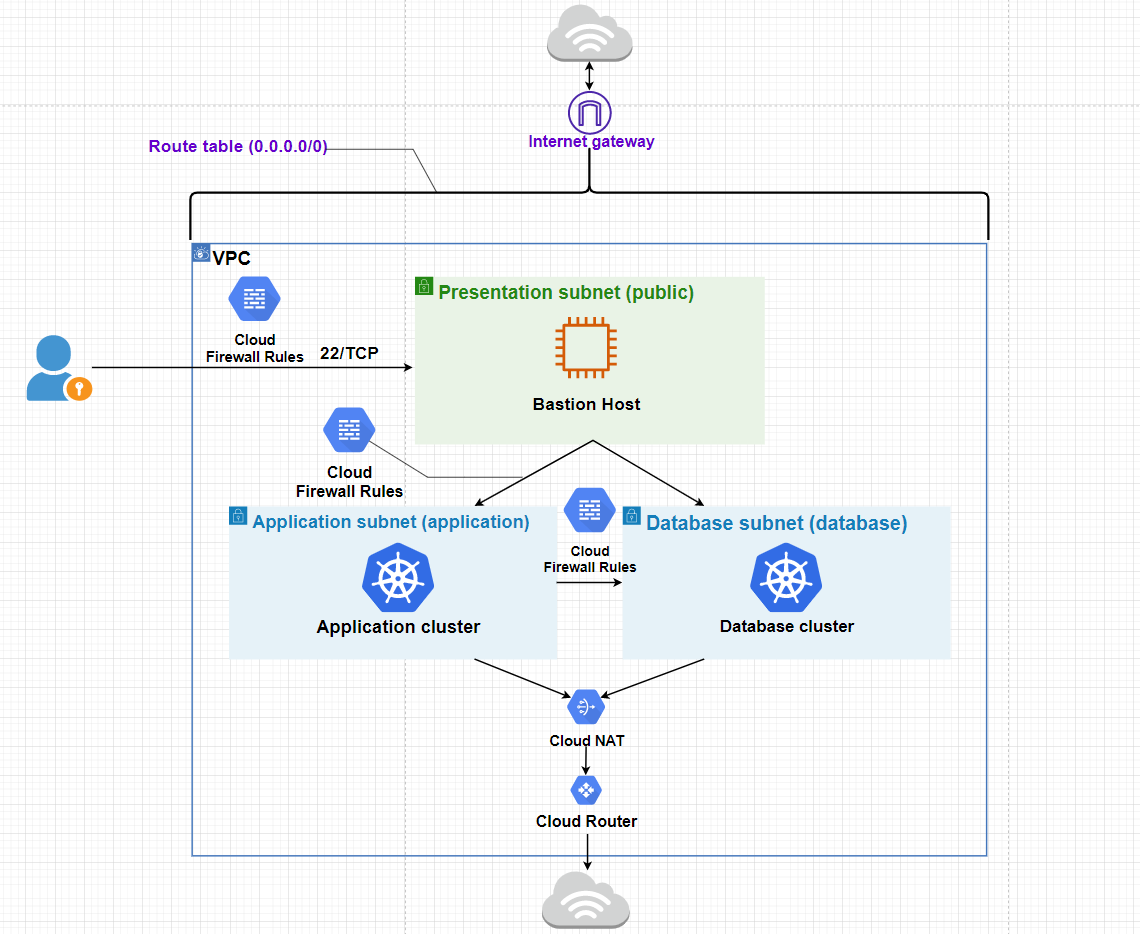 Internet gateway
Route table (0.0.0.0/0)
VPC
Presentation subnet (public)
Cloud
Firewall Rules
22/TCP
Bastion Host
Cloud
Firewall Rules
Application subnet (application)
Database subnet (database)
Cloud
Firewall Rules
Application cluster
Database cluster
Cloud NAT
Cloud Router